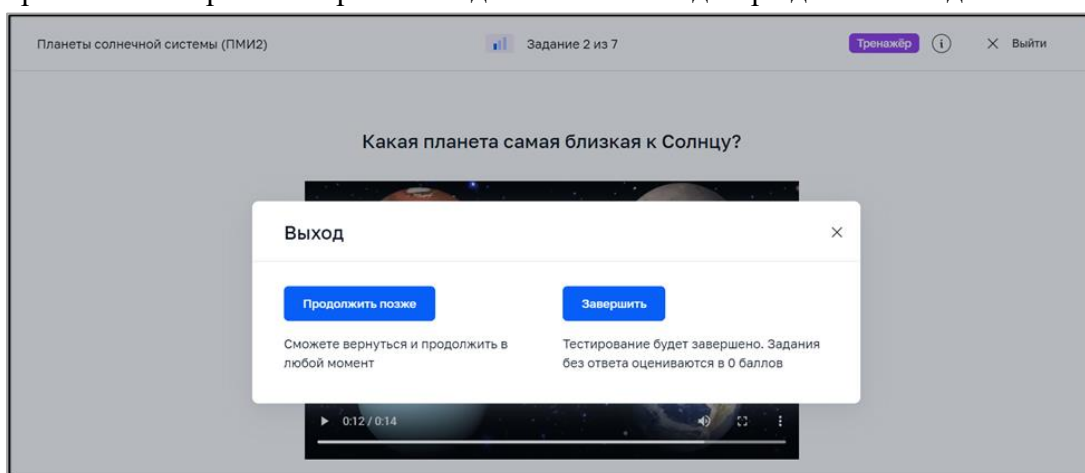 Планеты солнечной системы (ПМИ2)
Задание 2 из 7
Тренажёр
i
Выйти
Какая планета самая близкая к Солнцу?
Выход
Продолжить позже
Завершить
Сможете вернуться и продолжить в
любой момент
Тестирование будет завершено. Задания
без ответа оцениваются в 0 баллов
0:12 / 0:14